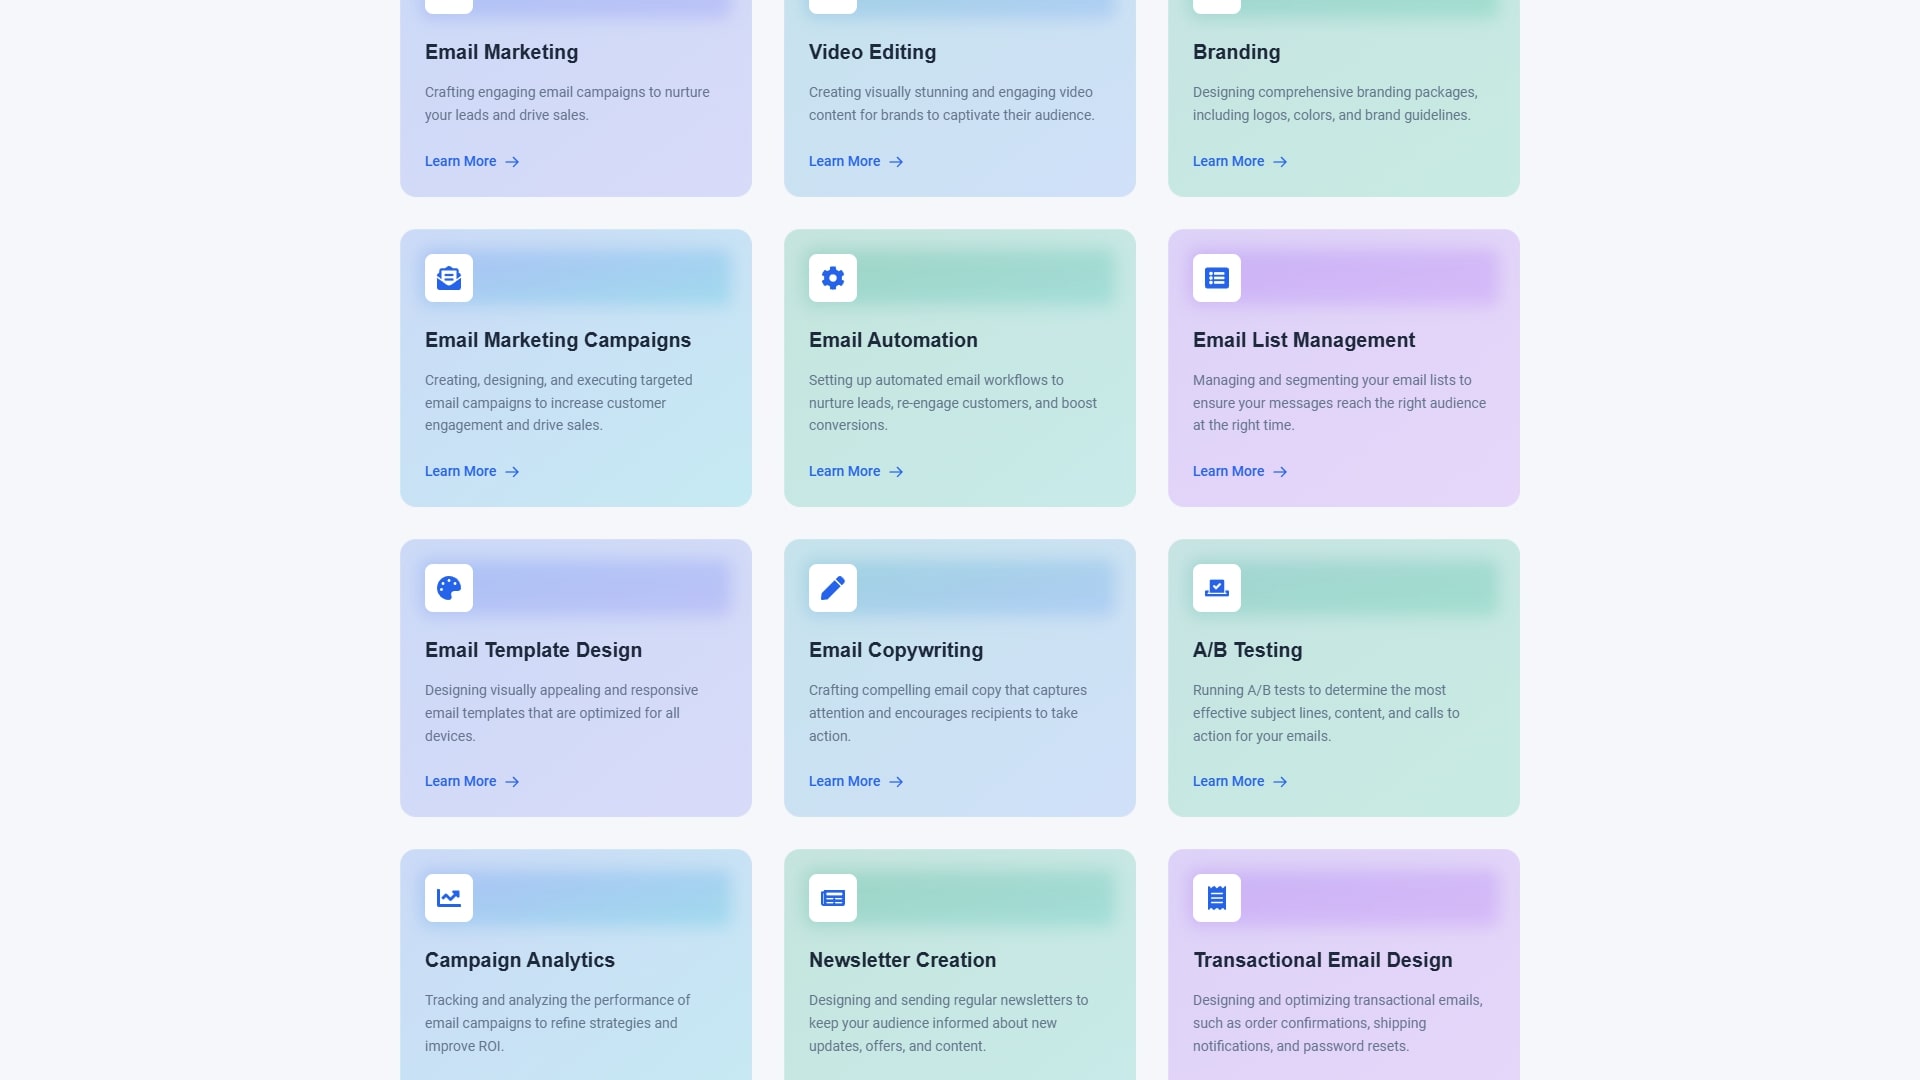 Email Marketing
Crafting engaging email campaigns to nurture
your leads and drive sales.
Learn More
Video Editing
Creating visually stunning and engaging video
content for brands to captivate their audience.
Learn More
Branding
Designing comprehensive branding packages,
including logos, colors, and brand guidelines.
Learn More
Email Marketing Campaigns
Creating, designing, and executing targeted
email campaigns to increase customer
engagement and drive sales.
Learn More
Email Automation
Setting up automated email workflows to
nurture leads, re-engage customers, and boost
conversions.
Learn More
Email List Management
Managing and segmenting your email lists to
ensure your messages reach the right audience
at the right time.
Learn More
Email Template Design
Designing visually appealing and responsive
email templates that are optimized for all
devices.
Learn More
Email Copywriting
Crafting compelling email copy that captures
attention and encourages recipients to take
action.
Learn More
A/B Testing
Running A/B tests to determine the most
effective subject lines, content, and calls to
action for your emails.
Learn More
Campaign Analytics
Tracking and analyzing the performance of
email campaigns to refine strategies and
improve ROI.
Newsletter Creation
Designing and sending regular newsletters to
keep your audience informed about new
updates, offers, and content.
Transactional Email Design
Designing and optimizing transactional emails,
such as order confirmations, shipping
notifications, and password resets.